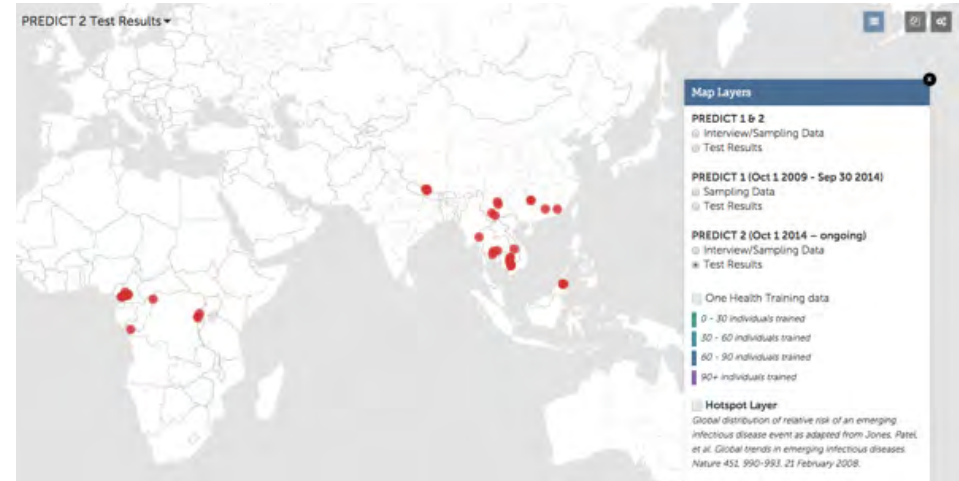 PREDICT 2 Test Results
Map Layers
PREDICT 1 & 2
Interview/Sampling Data
Test Results
PREDICT 1 (Oct 1 2009 - Sep 30 2014)
Sampling Data
Test Results
PREDICT 2 (Oct 1 2014 – ongoing)
Interview/Sampling Data
Test Results
One Health Training data
0 - 30 individuals trained
30 - 60 individuals trained
60 - 90 individuals trained
90+ individuals trained
Hotspot Layer
Global distribution of relative risk of an emerging
infectious disease event as adapted from Jones, Patel,
et al. Global trends in emerging infectious diseases.
Nature 451, 990-993, 21 February 2008.